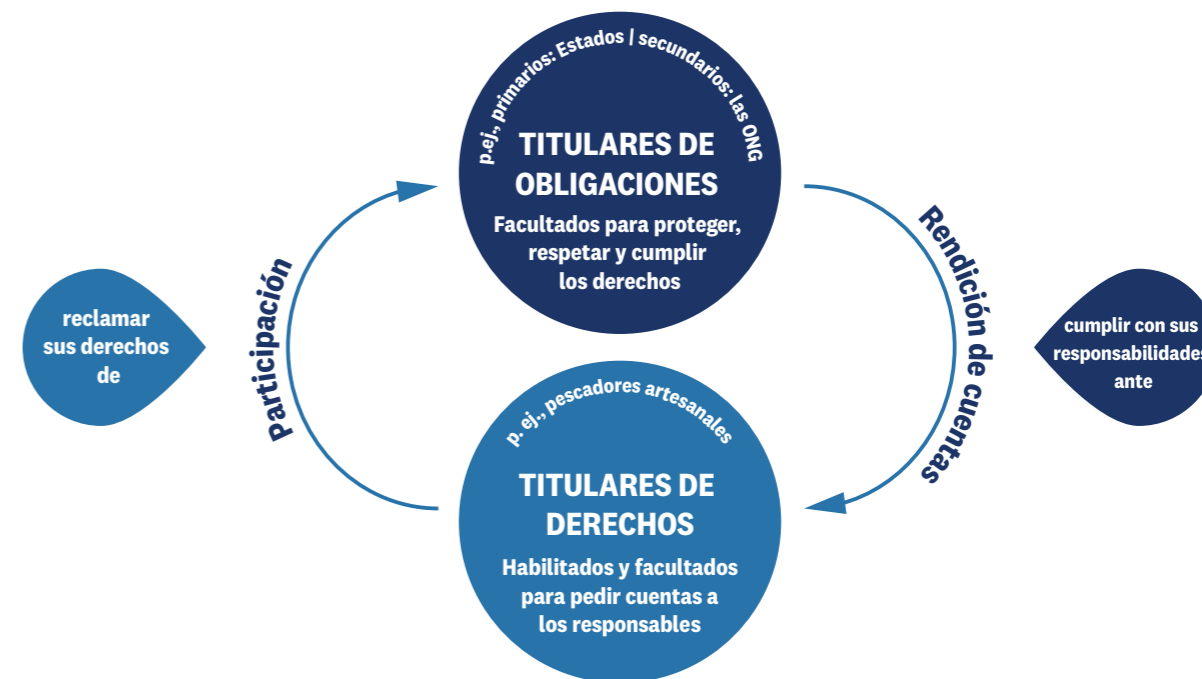 p.ej., primarios: Estados | secundarios: las ONG
TITULARES DE
OBLIGACIONES
Facultados para proteger,
respetar y cumplir
los derechos
Participación
reclamar
sus derechos
de
Rendición de cuentas
cumplir con sus
responsabilidades
ante
p. ej., pescadores artesanales
TITULARES DE
DERECHOS
Habilitados y facultados
para pedir cuentas a
los responsables